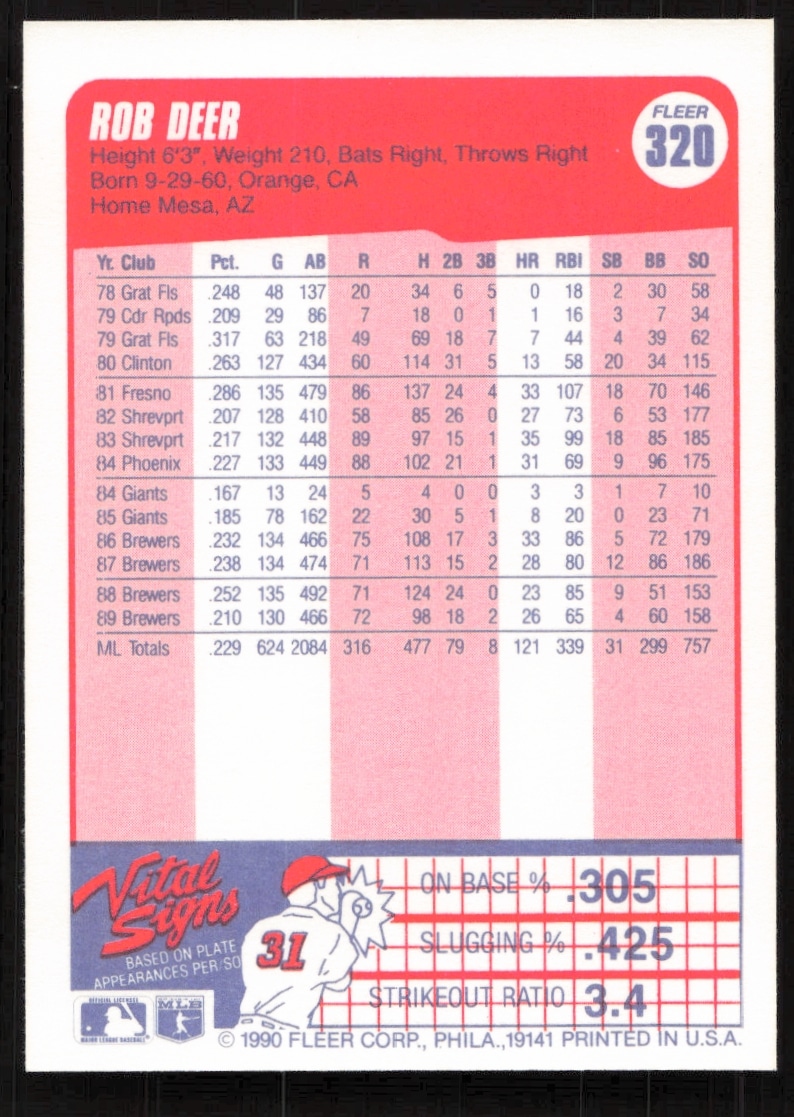 ROB DEER
FLEER
320
Height 6'3", Weight 210, Bats Right, Throws Right
Born 9-29-60, Orange, CA
Home Mesa, AZ
Yr. Club Pct. G AB R H 2B 3B HR RBI SB BB SO
78 Grat Fls .248 48 137 20 34 6 5 0 18 2 30 58
79 Cdr Rpds .209 29 86 7 18 0 1 1 16 3 7 34
79 Grat Fls .317 63 218 49 69 18 7 7 44 4 39 62
80 Clinton .263 127 434 60 114 31 5 13 58 20 34 115
81 Fresno .286 135 479 86 137 24 4 33 107 18 70 146
82 Shrevprt .207 128 410 58 85 26 0 27 73 6 53 177
83 Shrevprt .217 132 448 89 97 15 1 35 99 18 85 185
84 Phoenix .227 133 449 88 102 21 1 31 69 9 96 175
84 Giants .167 13 24 5 4 0 0 3 3 1 7 10
85 Giants .185 78 162 22 30 5 1 8 20 0 23 71
86 Brewers .232 134 466 75 108 17 3 33 86 5 72 179
87 Brewers .238 134 474 71 113 15 2 28 80 12 86 186
88 Brewers .252 135 492 71 124 24 0 23 85 9 51 153
89 Brewers .210 130 466 72 98 18 2 26 65 4 60 158
ML Totals .229 624 2084 316 477 79 8 121 339 31 299 757
Vital
Signs
BASED ON PLATE
APPEARANCES PER/SO
31
ON BASE % .305
SLUGGING % .425
STRIKEOUT RATIO 3.4
OFFICIAL LICENSEE
MAJOR LEAGUE BASEBALL
MLB
© 1990 FLEER CORP., PHILA.,19141 PRINTED IN U.S.A.